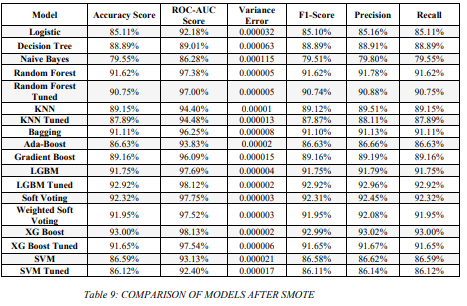 Model Accuracy Score ROC-AUC Score Variance Error F1-Score Precision Recall
Logistic 85.11% 92.18% 0.000032 85.10% 85.16% 85.11%
Decision Tree 88.89% 89.01% 0.000063 88.89% 88.91% 88.89%
Naive Bayes 79.55% 86.28% 0.000115 79.51% 79.80% 79.55%
Random Forest 91.62% 97.38% 0.000005 91.62% 91.78% 91.62%
Random Forest Tuned 90.75% 97.00% 0.000005 90.74% 90.88% 90.75%
KNN 89.15% 94.40% 0.00001 89.12% 89.51% 89.15%
KNN Tuned 87.89% 94.48% 0.000013 87.87% 88.11% 87.89%
Bagging 91.11% 96.25% 0.000008 91.10% 91.13% 91.11%
Ada-Boost 86.63% 93.83% 0.00002 86.63% 86.66% 86.63%
Gradient Boost 89.16% 96.09% 0.000015 89.16% 89.19% 89.16%
LGBM 91.75% 97.69% 0.000004 91.75% 91.79% 91.75%
LGBM Tuned 92.92% 98.12% 0.000002 92.92% 92.96% 92.92%
Soft Voting 92.32% 97.75% 0.000003 92.31% 92.45% 92.32%
Weighted Soft Voting 91.95% 97.52% 0.000003 91.95% 92.08% 91.95%
XG Boost 93.00% 98.13% 0.000002 92.99% 93.02% 93.00%
XG Boost Tuned 91.65% 97.54% 0.000006 91.65% 91.67% 91.65%
SVM 86.59% 93.13% 0.000021 86.58% 86.62% 86.59%
SVM Tuned 86.12% 92.40% 0.000017 86.11% 86.14% 86.12%
Table 9: COMPARISON OF MODELS AFTER SMOTE